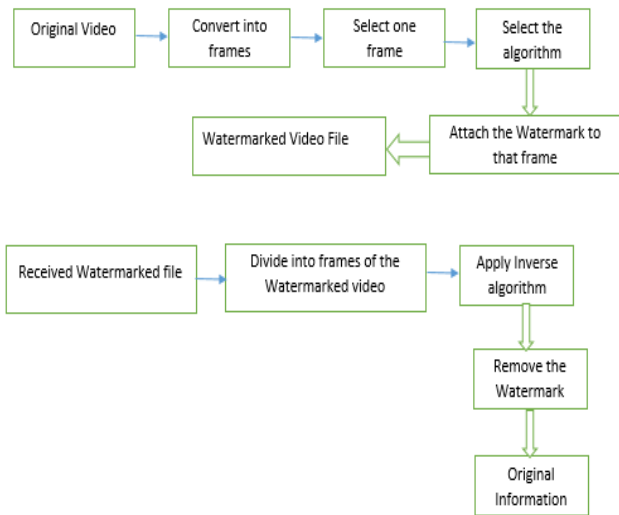 Original Video
Convert into
frames
Select one
frame
Select the
algorithm
Watermarked Video File
Attach the Watermark to
that frame
Received Watermarked file
Divide into frames of the
Watermarked video
Apply Inverse
algorithm
Remove the
Watermark
Original
Information